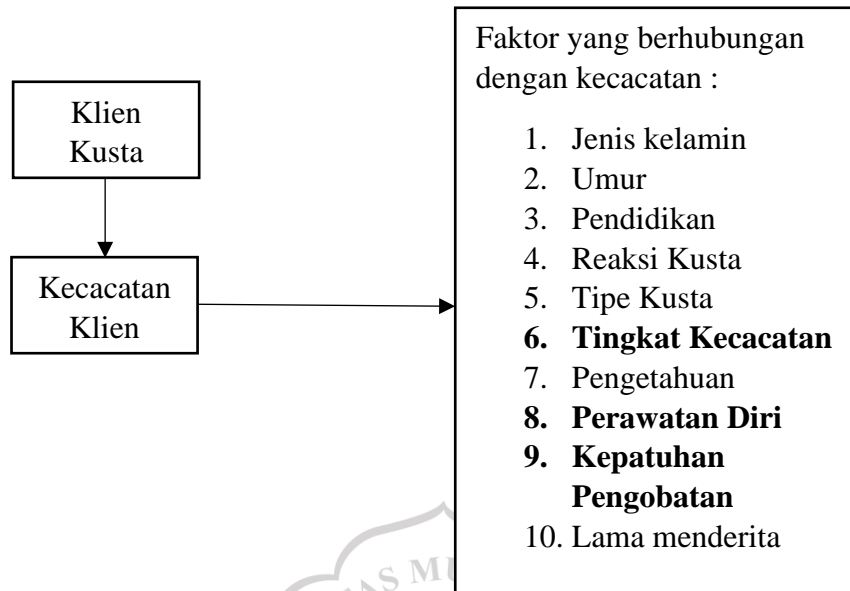 Klien
Kusta
Kecacatan
Klien
Faktor yang berhubungan
dengan kecacatan :
1. Jenis kelamin
2. Umur
3. Pendidikan
4. Reaksi Kusta
5. Tipe Kusta
6. Tingkat Kecacatan
7. Pengetahuan
8. Perawatan Diri
9. Kepatuhan
Pengobatan
10. Lama menderita